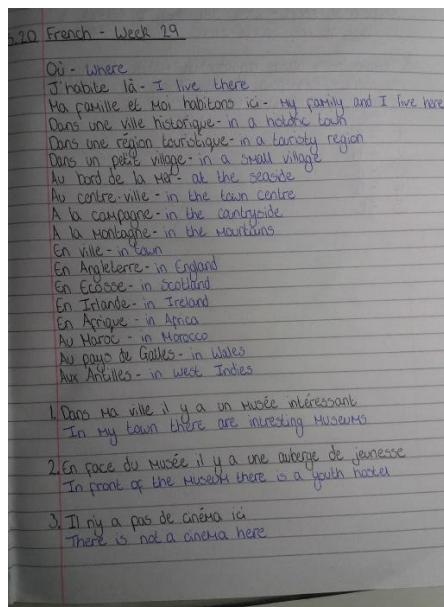 5.20 French - Week 29
Où - Where
J'habite là - I live there
Ma famille et Moi habitons ici - My family and I live here
Dans une ville historique - in a historic town
Dans une région touristique - in a touristy region
Dans un petit village - in a small village
Au bord de la Mer - at the seaside
Au centre-ville - in the town centre
A la campagne - in the cantryside
A la Montagne - in the Mountains
En ville - in town
En Angleterre - in England
En Ecosse - in Scotland
En Irlande - in Ireland
En Afrique - in Africa
Au Maroc - in Morocco
Au pays de Galles - in Wales
Aux Antilles - in West Indies
1. Dans Ma ville il y a un Musée intéressant
In My town there are intresting Museums
2. En face du Musée il y a une auberge de jeunesse
In front of the Museum there is a youth hostel
3. Il n'y a pas de cinéma ici
There is not a cinema here